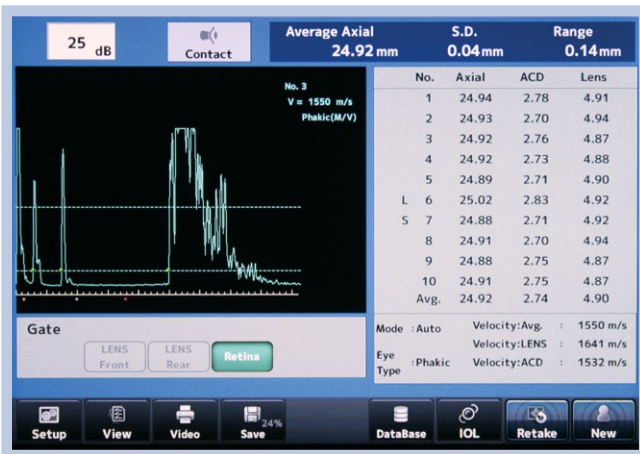 25 dB
Contact
Average Axial S.D. Range
24.92 mm 0.04 mm 0.14 mm
No. 3
V = 1550 m/s
Phakic(M/V)
No. Axial ACD Lens
1 24.94 2.78 4.91
2 24.93 2.70 4.94
3 24.92 2.76 4.87
4 24.92 2.73 4.88
5 24.89 2.71 4.90
L 6 25.02 2.83 4.92
S 7 24.88 2.71 4.92
8 24.91 2.70 4.94
9 24.88 2.75 4.87
10 24.91 2.75 4.87
Avg. 24.92 2.74 4.90
Gate
LENS Front
LENS Rear
Retina
Mode :Auto Velocity:Avg. : 1550 m/s
Velocity:LENS : 1641 m/s
Eye Type :Phakic Velocity:ACD : 1532 m/s
Setup View Video Save 24% DataBase IOL Retake New